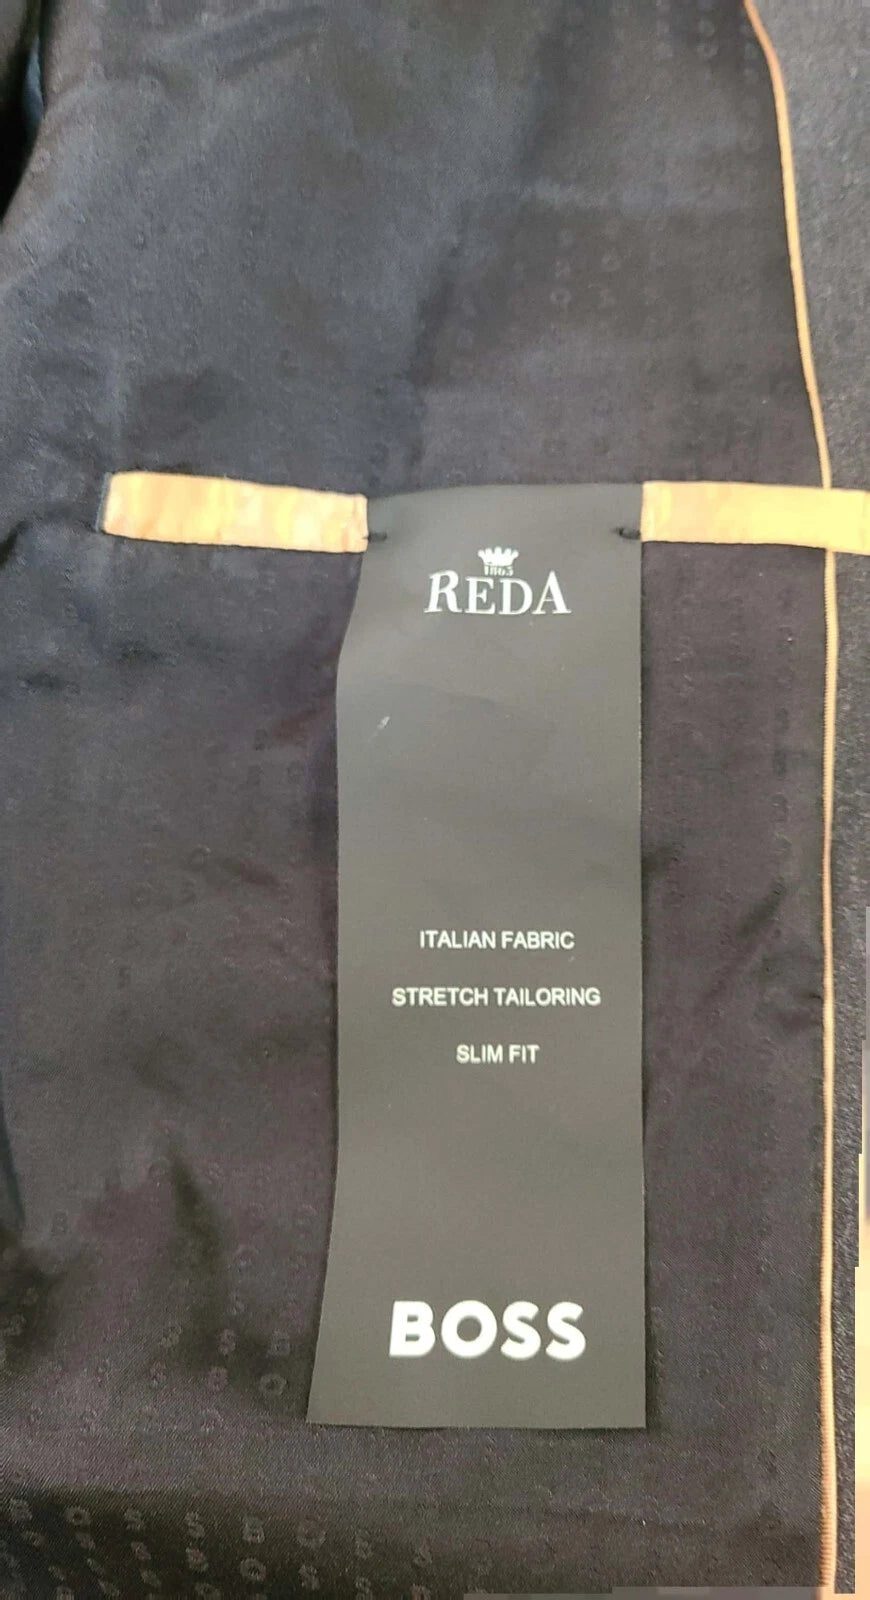 1865
REDA
ITALIAN FABRIC
STRETCH TAILORING
SLIM FIT
BOSS